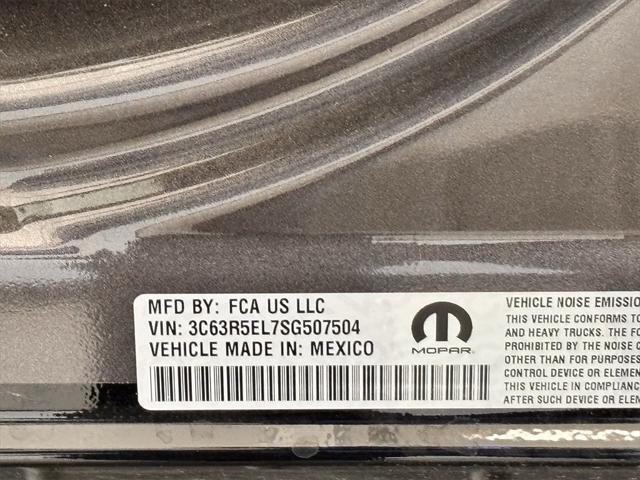 MFD BY: FCA US LLC
VIN: 3C63R5EL7SG507504
VEHICLE MADE IN: MEXICO
MOPAR
VEHICLE NOISE EMISSIO
THIS VEHICLE CONFORMS TO
AND HEAVY TRUCKS. THE FO
PROHIBITED BY THE NOISE CO
OTHER THAN FOR PURPOSES
CONTROL DEVICE OR ELEMEN
THIS VEHICLE IN COMPLIANC
AFTER SUCH DEVICE OR ELEM